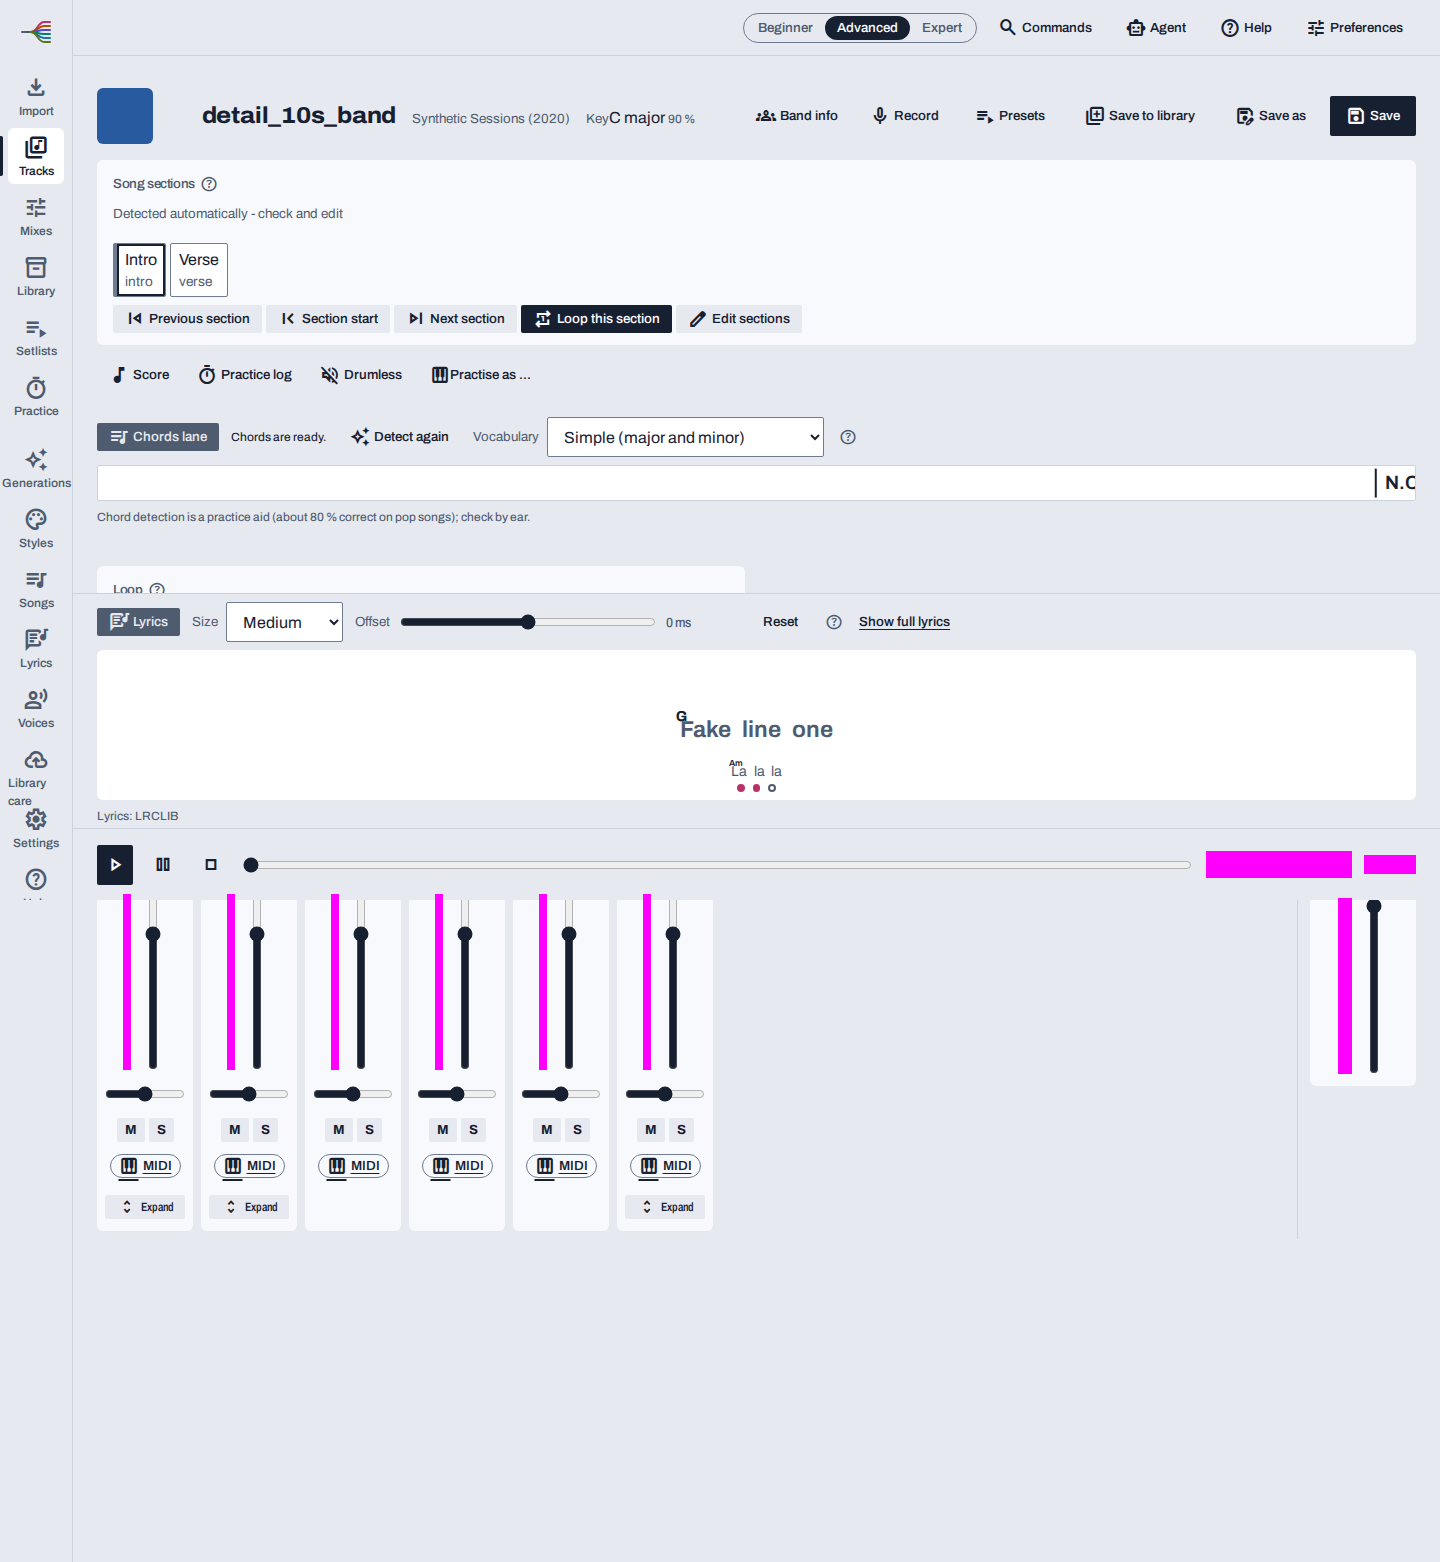 Beginner Advanced Expert Commands Agent Help Preferences
Import
Tracks
Mixes
Library
Setlists
Practice
Generations
Styles
Songs
Lyrics
Voices
Library care
Settings
detail_10s_band Synthetic Sessions (2020) Key C major 90 % Band info Record Presets Save to library Save as Save
Song sections
Detected automatically - check and edit
Intro Verse
intro verse
Previous section Section start Next section Loop this section Edit sections
Score Practice log Drumless Practise as ...
Chords lane Chords are ready. Detect again Vocabulary Simple (major and minor)
N.C
Chord detection is a practice aid (about 80 % correct on pop songs); check by ear.
Loop
Lyrics Size Medium Offset 0 ms Reset Show full lyrics
G
Fake line one
Am
La la la
Lyrics: LRCLIB
M S M S M S M S M S M S
MIDI MIDI MIDI MIDI MIDI MIDI
Expand Expand Expand